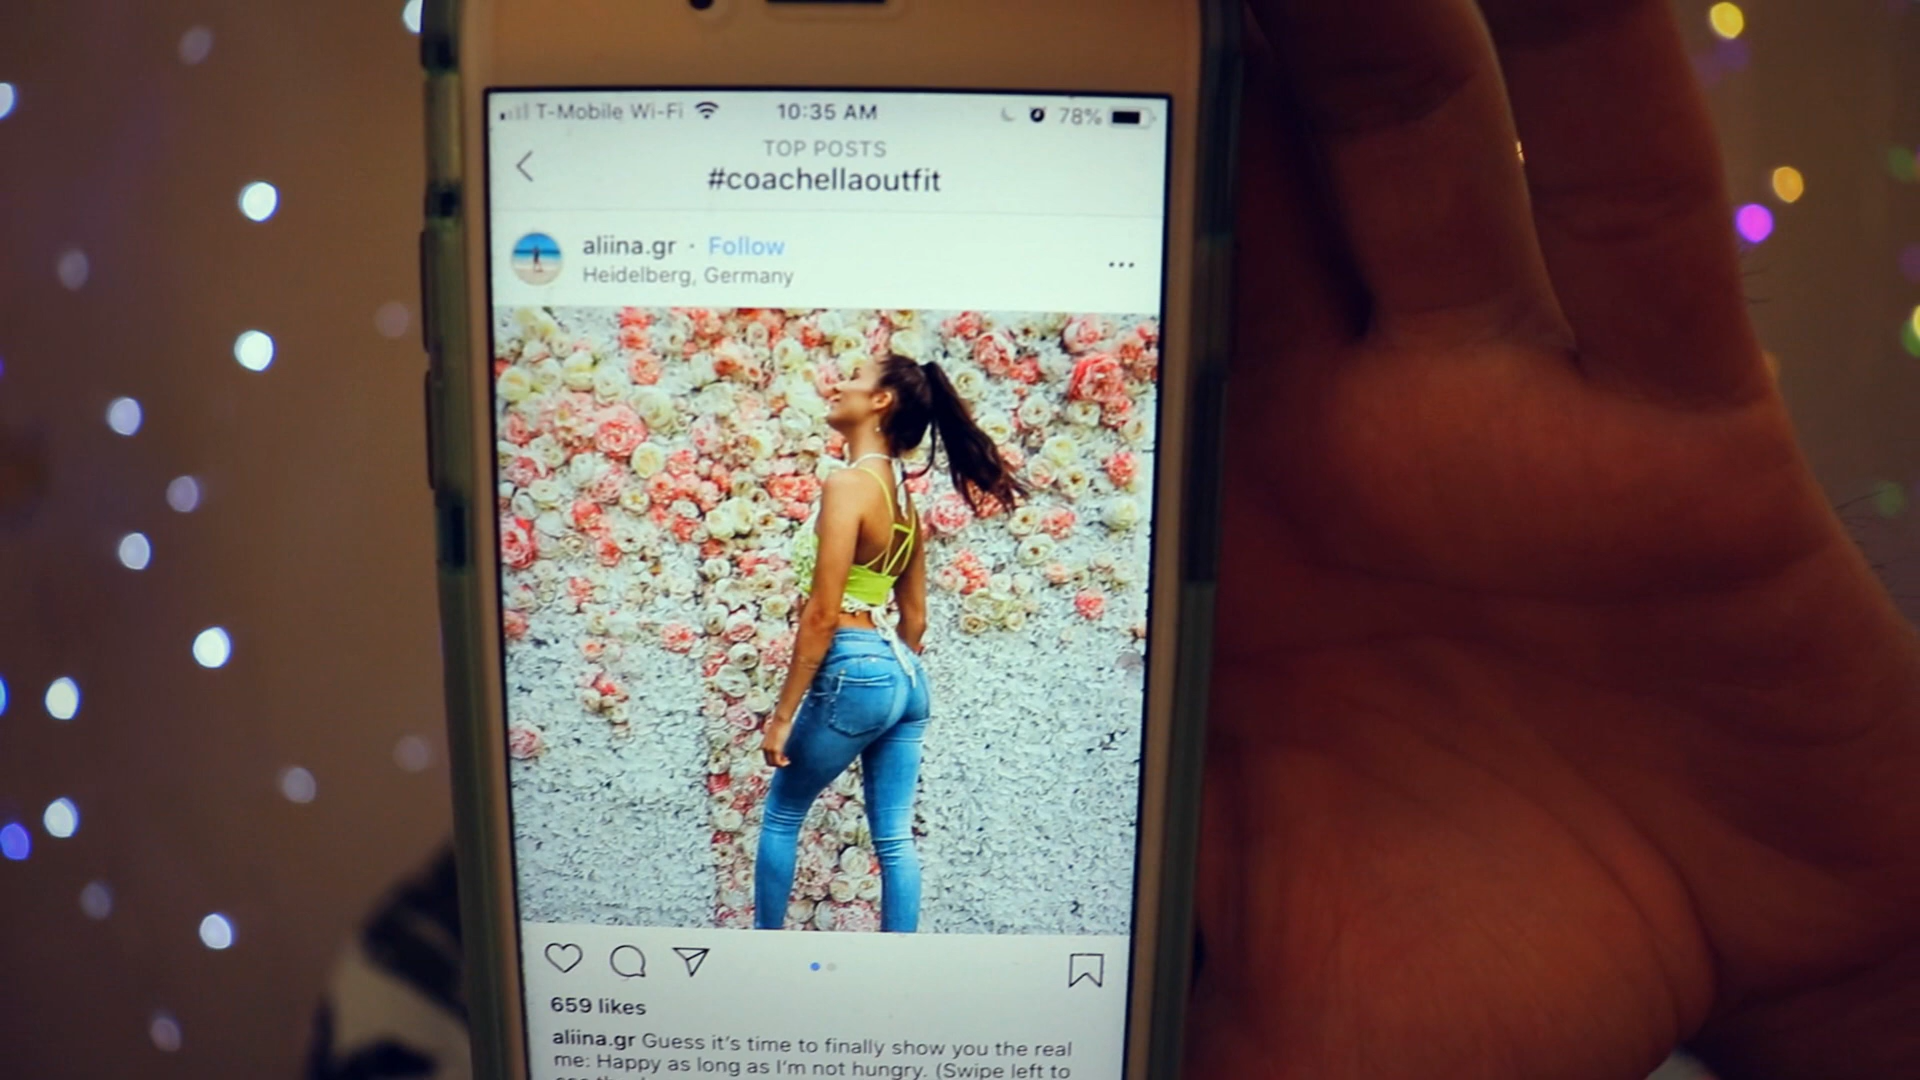 T-Mobile Wi-Fi 10:35 AM 78%
TOP POSTS
#coachellaoutfit
aliina.gr · Follow
Heidelberg, Germany
659 likes
aliina.gr Guess it's time to finally show you the real
me: Happy as long as I'm not hungry. (Swipe left to